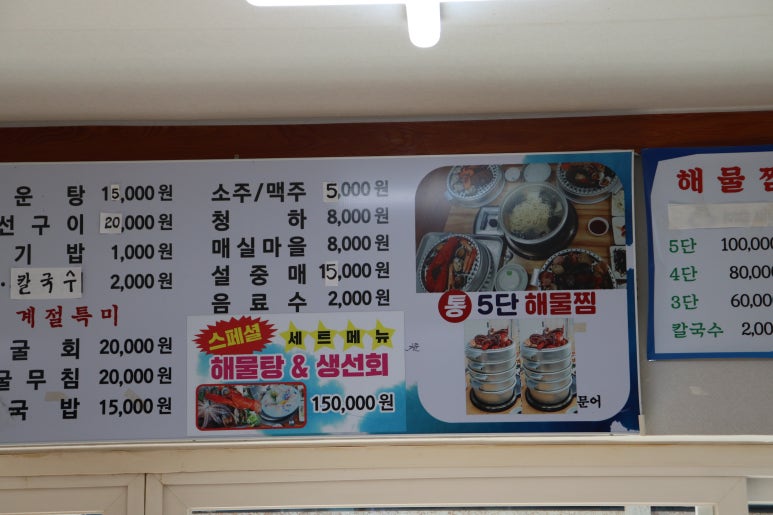 운 탕 15,000원
선구이 20,000원
기 밥 1,000원
· 칼국수 2,000원
계절특미
굴 회 20,000원
굴무침 20,000원
국 밥 15,000원
소주/맥주 5,000원
청 하 8,000원
매실마을 8,000원
설 중 매 15,000원
음 료 수 2,000원
스페셜 세트메뉴
해물탕 & 생선회
150,000원
통 5단 해물찜
문어
해 물 찜
5단 100,000
4단 80,000
3단 60,000
칼국수 2,00